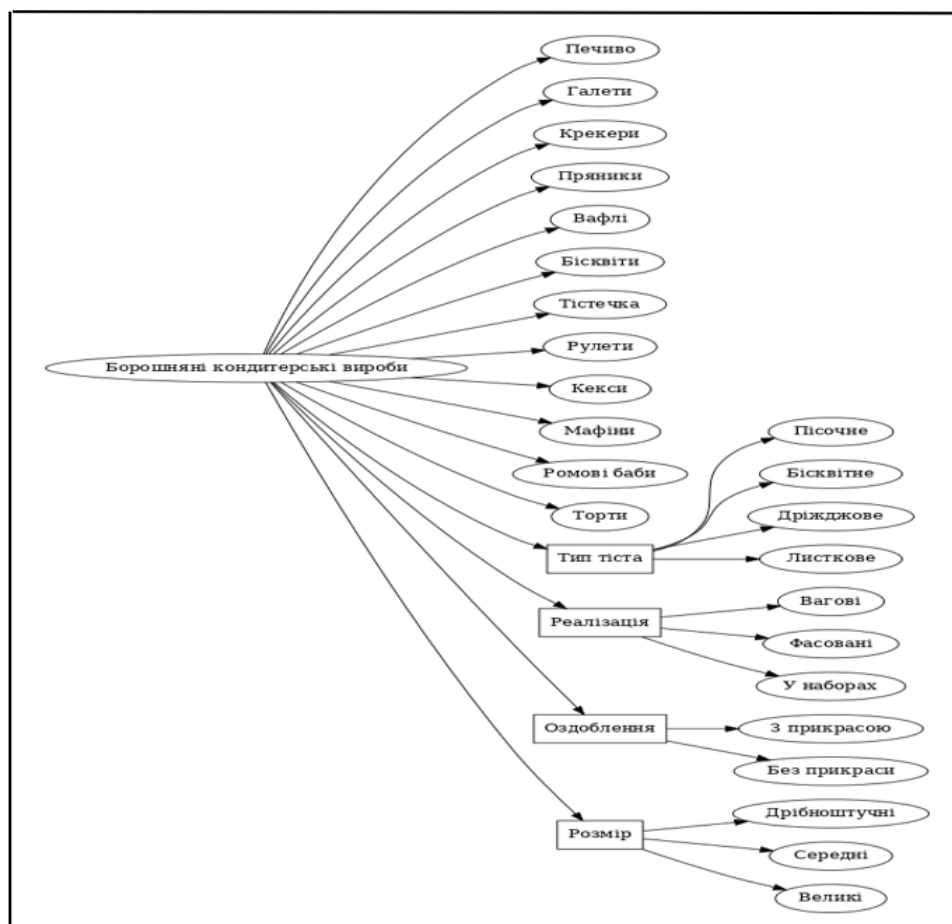 Печиво
Галети
Крекери
Пряники
Вафлі
Бісквіти
Тістечка
Рулети
Борошняні кондитерські вироби
Кекси
Мафіни
Пісочне
Ромові баби
Бісквітне
Торти
Дріжджове
Тип тіста
Листкове
Вагові
Реалізація
Фасовані
У наборах
Оздоблення
З прикрасою
Без прикраси
Дрібноштучні
Розмір
Середні
Великі